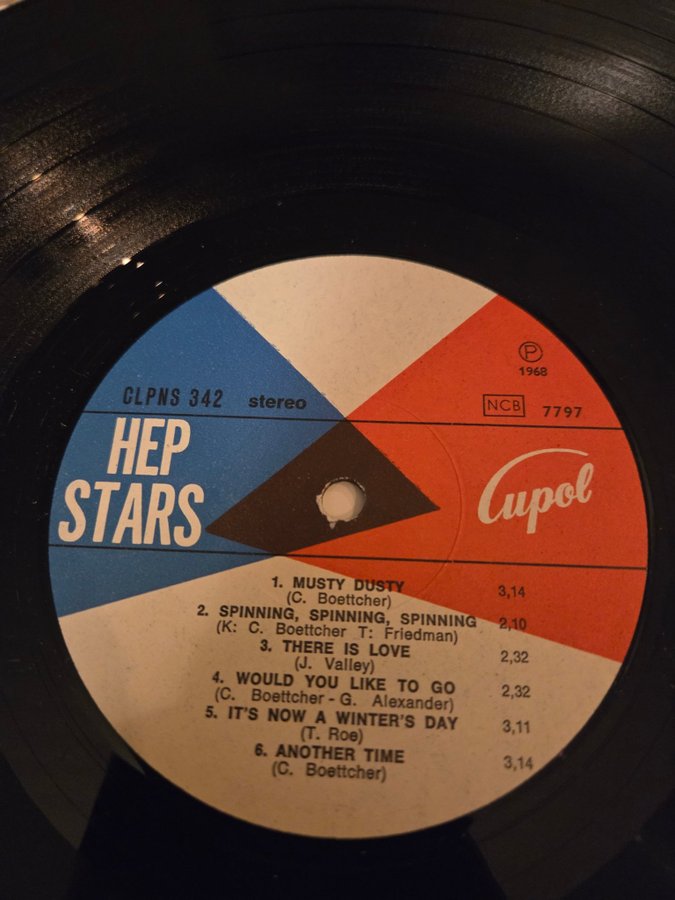 Ⓟ
1968
CLPNS 342 stereo
NCB 7797
HEP
STARS
Cupol
1. MUSTY DUSTY 3,14
(C. Boettcher)
2. SPINNING, SPINNING, SPINNING 2,10
(K: C. Boettcher T: Friedman)
3. THERE IS LOVE 2,32
(J. Valley)
4. WOULD YOU LIKE TO GO 2,32
(C. Boettcher - G. Alexander)
5. IT'S NOW A WINTER'S DAY 3,11
(T. Roe)
6. ANOTHER TIME 3,14
(C. Boettcher)